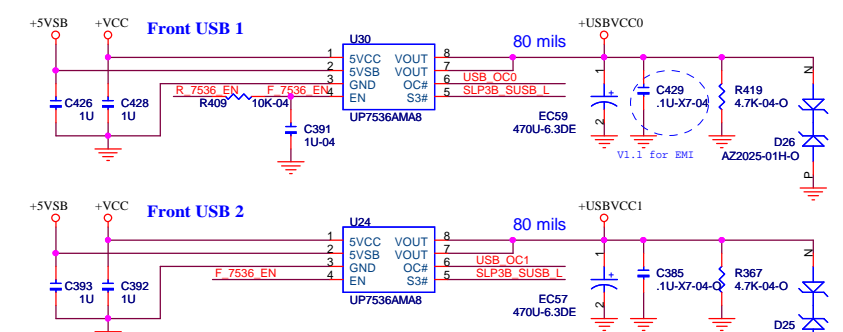 +5VSB +VCC Front USB 1 +USBVCC0
U30 80 mils
1 5VCC VOUT 8
2 5VSB VOUT 7
3 GND OC# 6 USB_OC0
R_7536_EN F_7536_EN 4 EN S3# 5 SLP3B_SUSB_L
R409 10K-04
UP7536AMA8
C426 1U
C428 1U
C391 1U-04
1 + 2
EC59 470U-6.3DE
C429 .1U-X7-04
V1.1 for EMI
R419 4.7K-04-O
N
D26 AZ2025-01H-O
P
+5VSB +VCC Front USB 2 +USBVCC1
U24 80 mils
1 5VCC VOUT 8
2 5VSB VOUT 7
3 GND OC# 6 USB_OC1
F_7536_EN 4 EN S3# 5 SLP3B_SUSB_L
UP7536AMA8
C393 1U
C392 1U
1 + 2
EC57 470U-6.3DE
C385 .1U-X7-04-O
R367 4.7K-04-O
N
D25